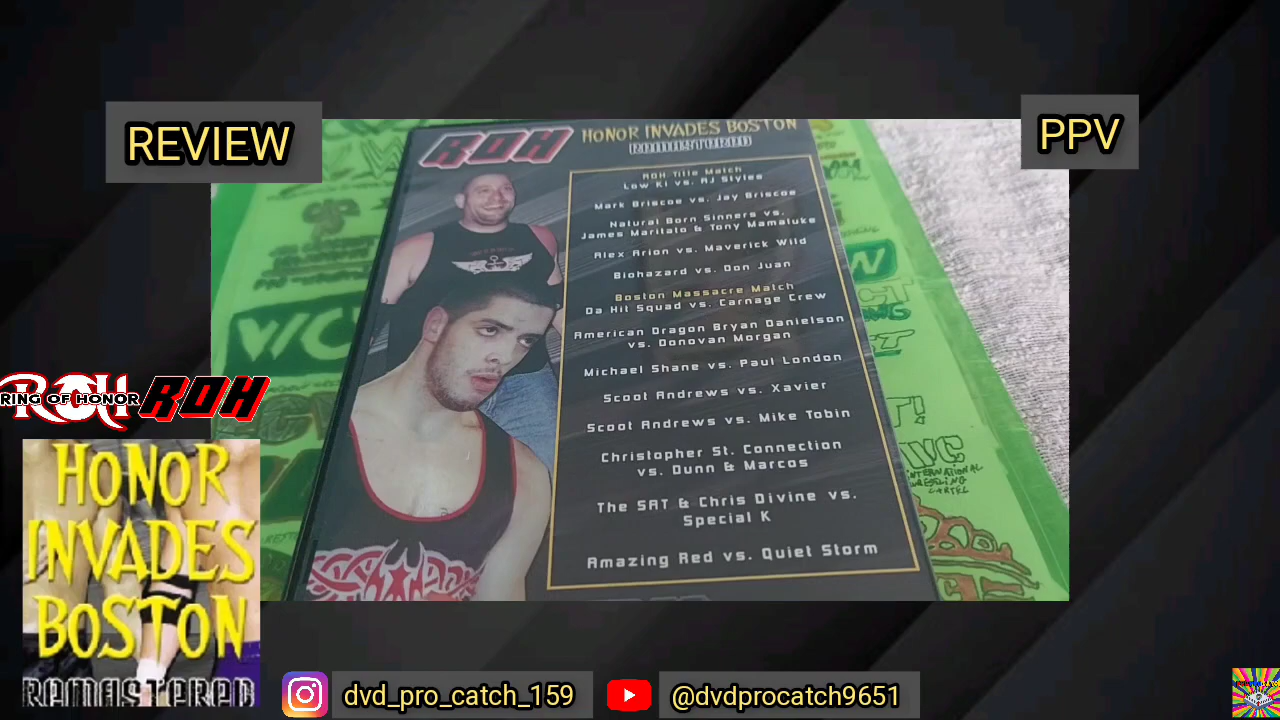 REVIEW
PPV
ROH
HONOR INVADES BOSTON
REMASTERED
ROH Title Match
Low Ki vs. AJ Styles
Mark Briscoe vs. Jay Briscoe
Natural Born Sinners vs.
James Maritato & Tony Mamaluke
Alex Arion vs. Maverick Wild
Biohazard vs. Don Juan
Boston Massacre Match
Da Hit Squad vs. Carnage Crew
American Dragon Bryan Danielson
vs. Donovan Morgan
Michael Shane vs. Paul London
Scoot Andrews vs. Xavier
Scoot Andrews vs. Mike Tobin
Christopher St. Connection
vs. Dunn & Marcos
The SAT & Chris Divine vs.
Special K
Amazing Red vs. Quiet Storm
INTERNATIONAL
WRESTLING
CARTEL
ROH
RING OF HONOR
ROH
HONOR
INVADES
BOSTON
REMASTERED
dvd_pro_catch_159
@dvdprocatch9651